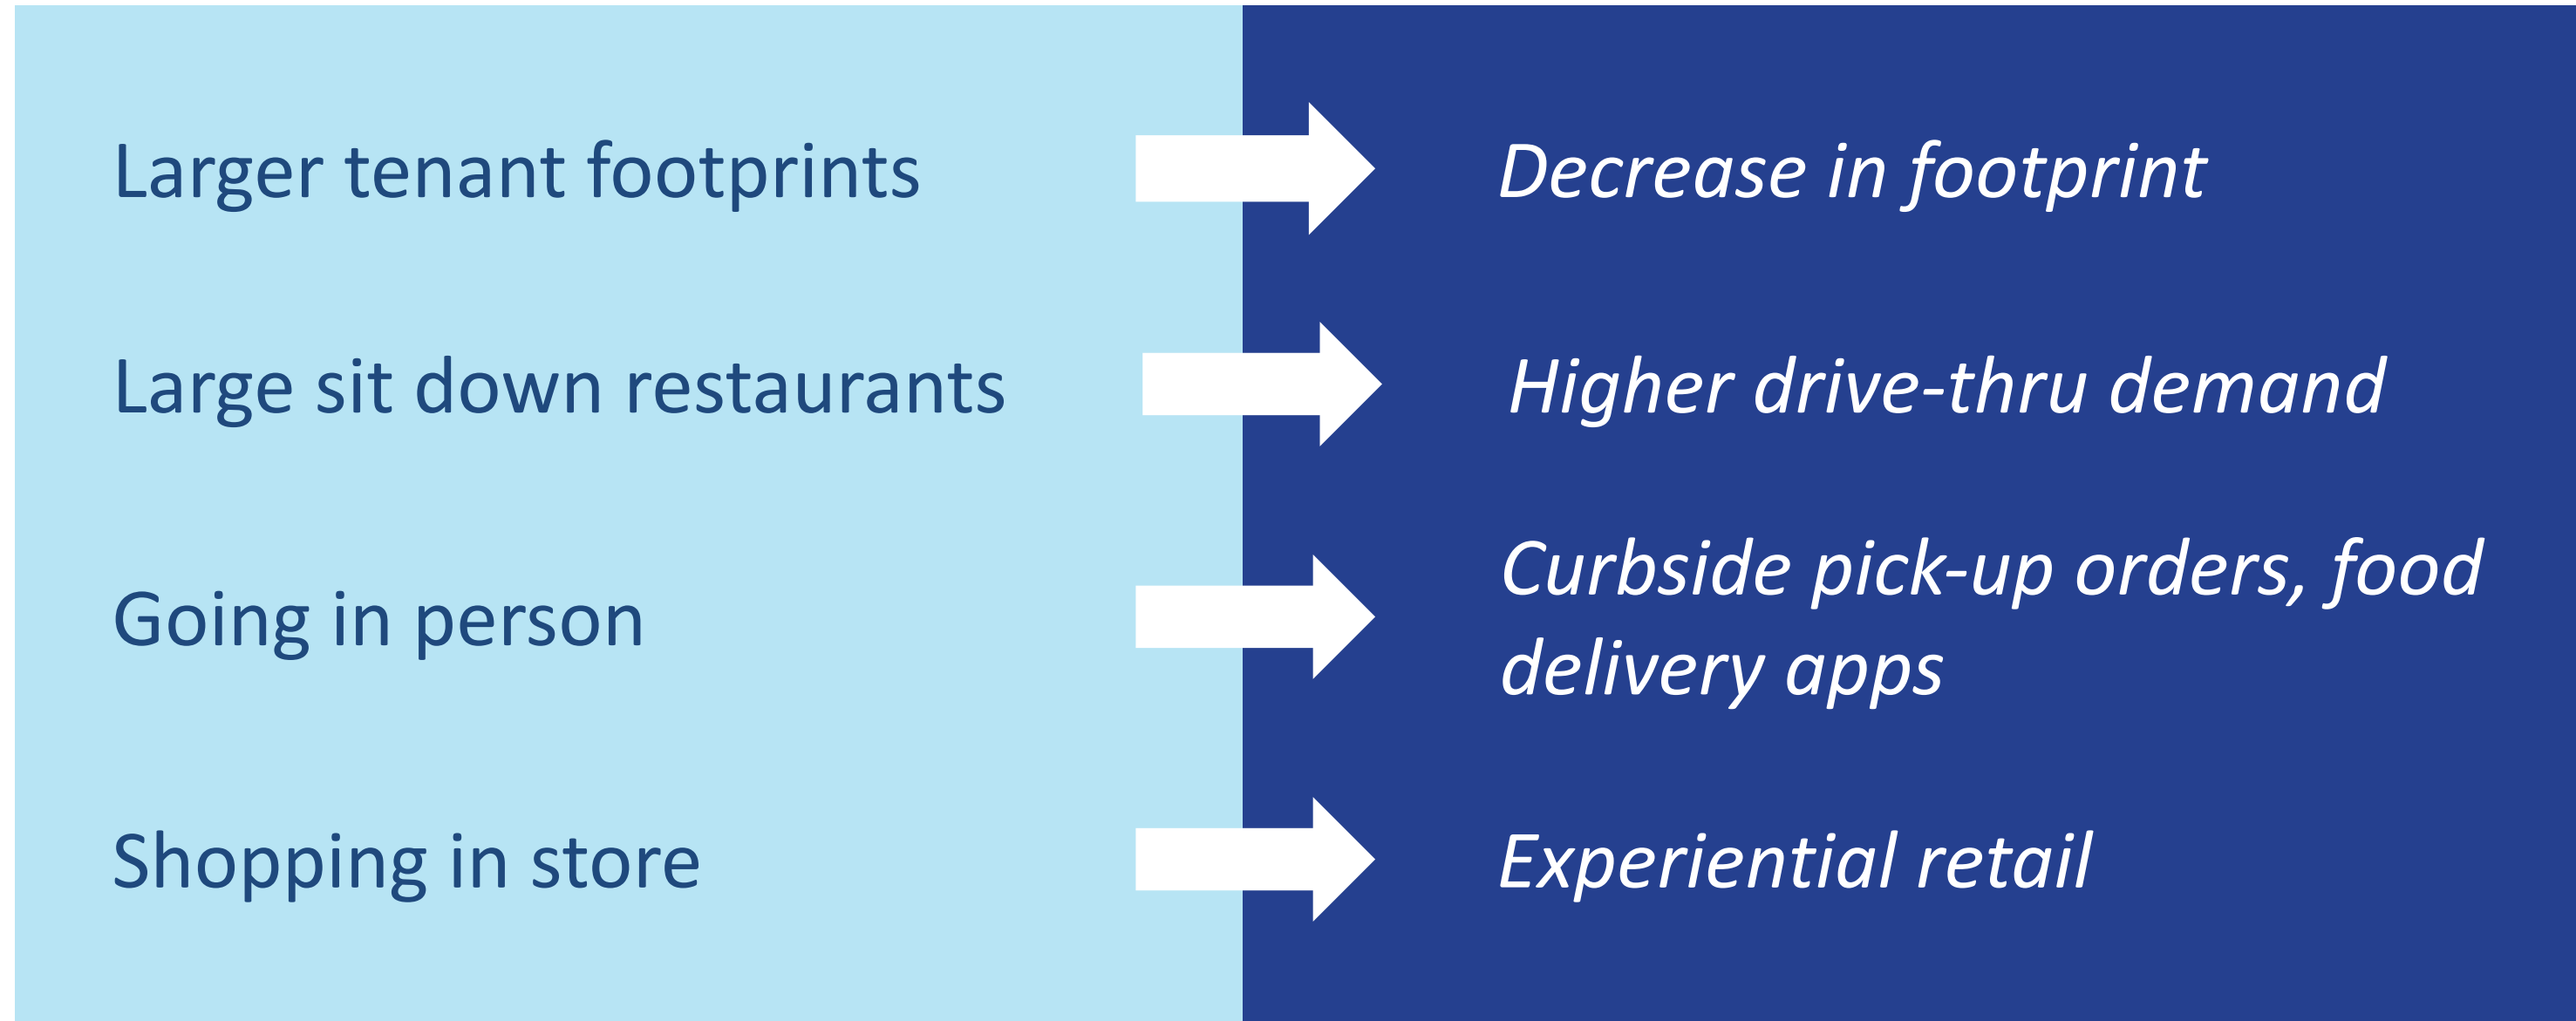 Larger tenant footprints
Decrease in footprint
Large sit down restaurants
Higher drive-thru demand
Going in person
Curbside pick-up orders, food
delivery apps
Shopping in store
Experiential retail